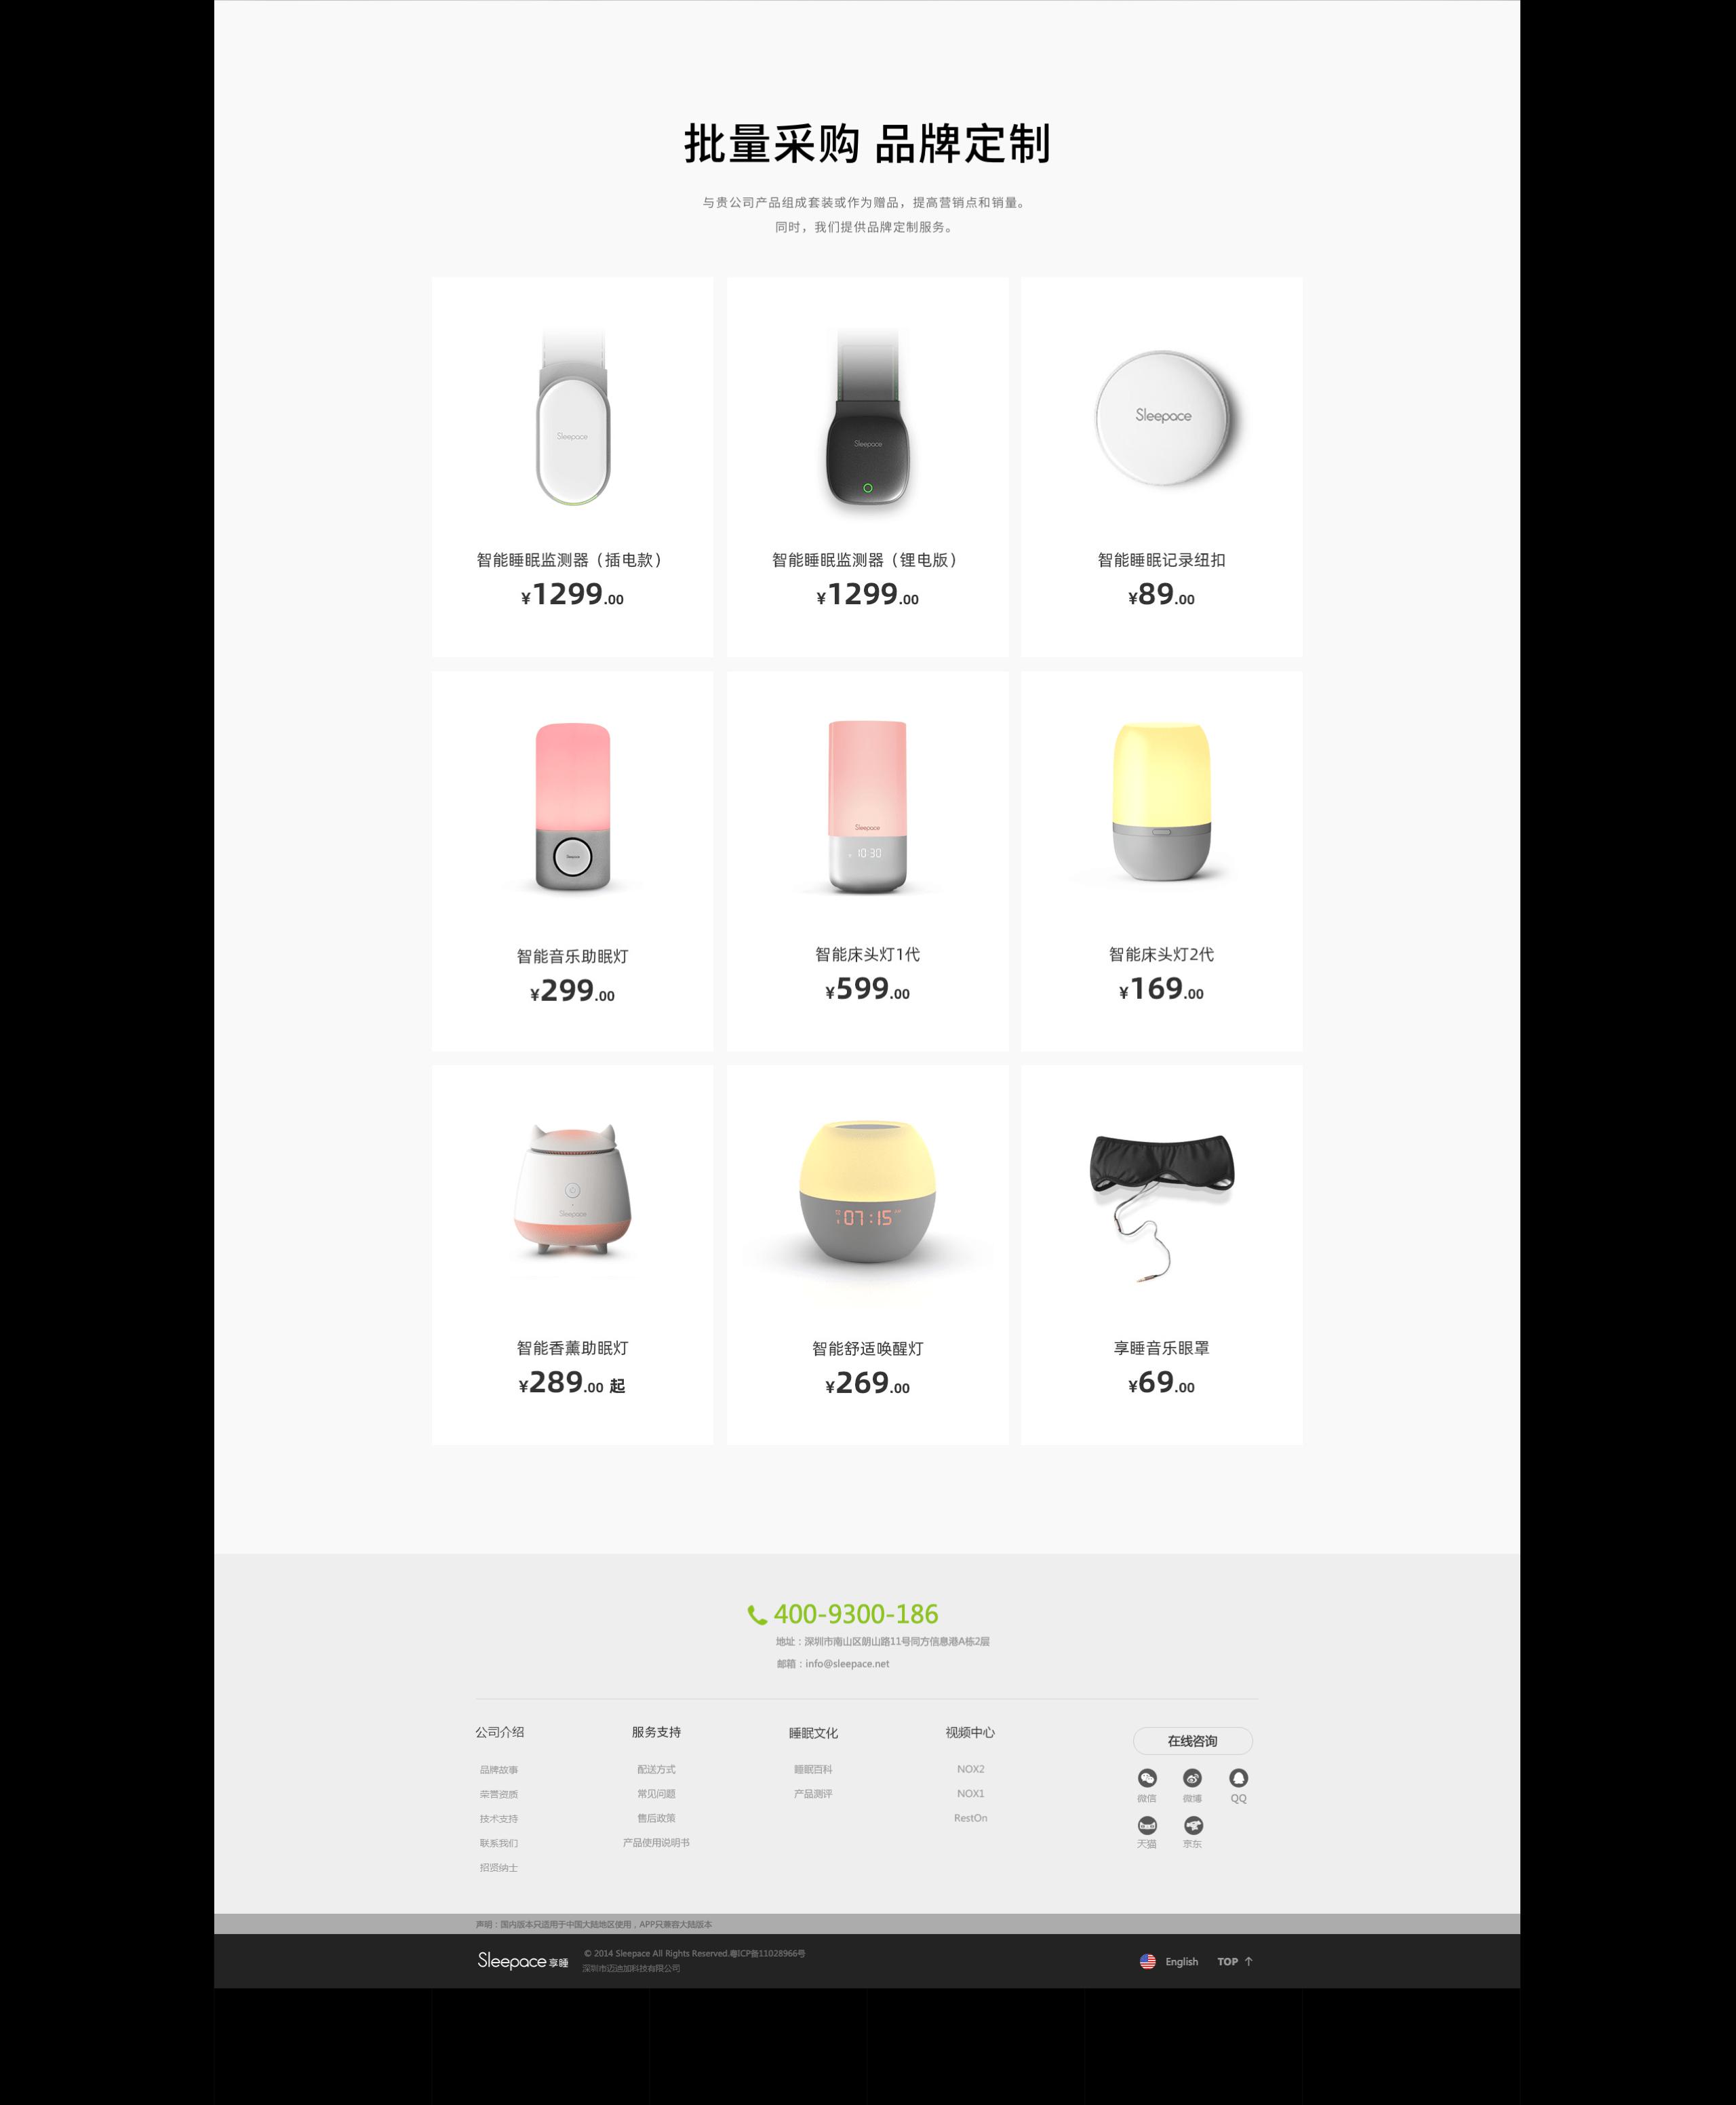 批量采购 品牌定制
与贵公司产品组成套装或作为赠品，提高营销点和销量。
同时，我们提供品牌定制服务。
Sleepace
Sleepace
Sleepace
智能睡眠监测器（插电款）
智能睡眠监测器（锂电版）
智能睡眠记录纽扣
¥1299.00
¥1299.00
¥89.00
Sleepace
Sleepace
10:30
智能音乐助眠灯
智能床头灯1代
智能床头灯2代
¥299.00
¥599.00
¥169.00
Sleepace
07:15
智能香薰助眠灯
智能舒适唤醒灯
享睡音乐眼罩
¥289.00 起
¥269.00
¥69.00
400-9300-186
地址：深圳市南山区朗山路11号同方信息港A栋2层
邮箱：info@sleepace.net
公司介绍
品牌故事
荣誉资质
技术支持
联系我们
招贤纳士
服务支持
配送方式
常见问题
售后政策
产品使用说明书
睡眠文化
睡眠百科
产品测评
视频中心
NOX2
NOX1
RestOn
在线咨询
微信
微博
QQ
天猫
京东
声明：国内版本只适用于中国大陆地区使用，APP只兼容大陆版本
Sleepace 享睡
© 2014 Sleepace All Rights Reserved.粤ICP备11028966号
深圳市迈迪加科技有限公司
English
TOP